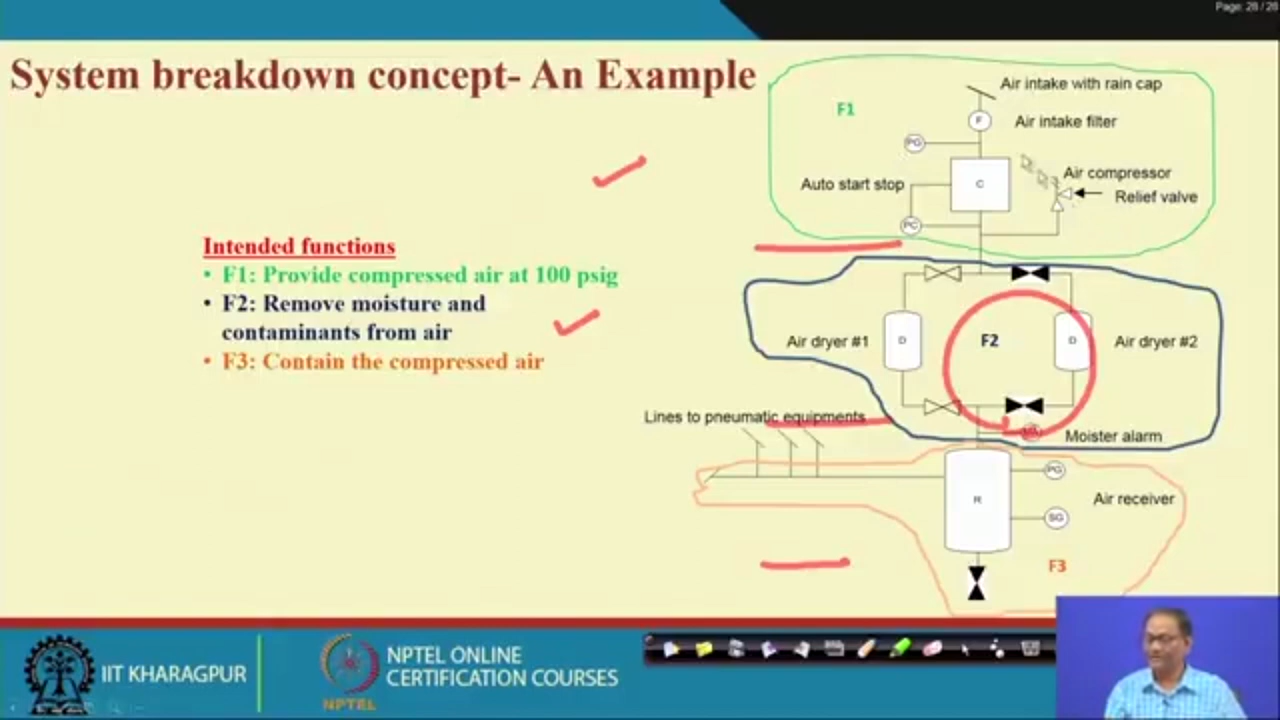 Page: 28 / 28
System breakdown concept- An Example
Intended functions
• F1: Provide compressed air at 100 psig
• F2: Remove moisture and
contaminants from air
• F3: Contain the compressed air
F1
Air intake with rain cap
F
Air intake filter
PG
Air compressor
Auto start stop
C
Relief valve
PC
Air dryer #1
D
F2
D
Air dryer #2
Lines to pneumatic equipments
Moister alarm
PG
R
Air receiver
SG
F3
IIT KHARAGPUR
NPTEL
NPTEL ONLINE
CERTIFICATION COURSES